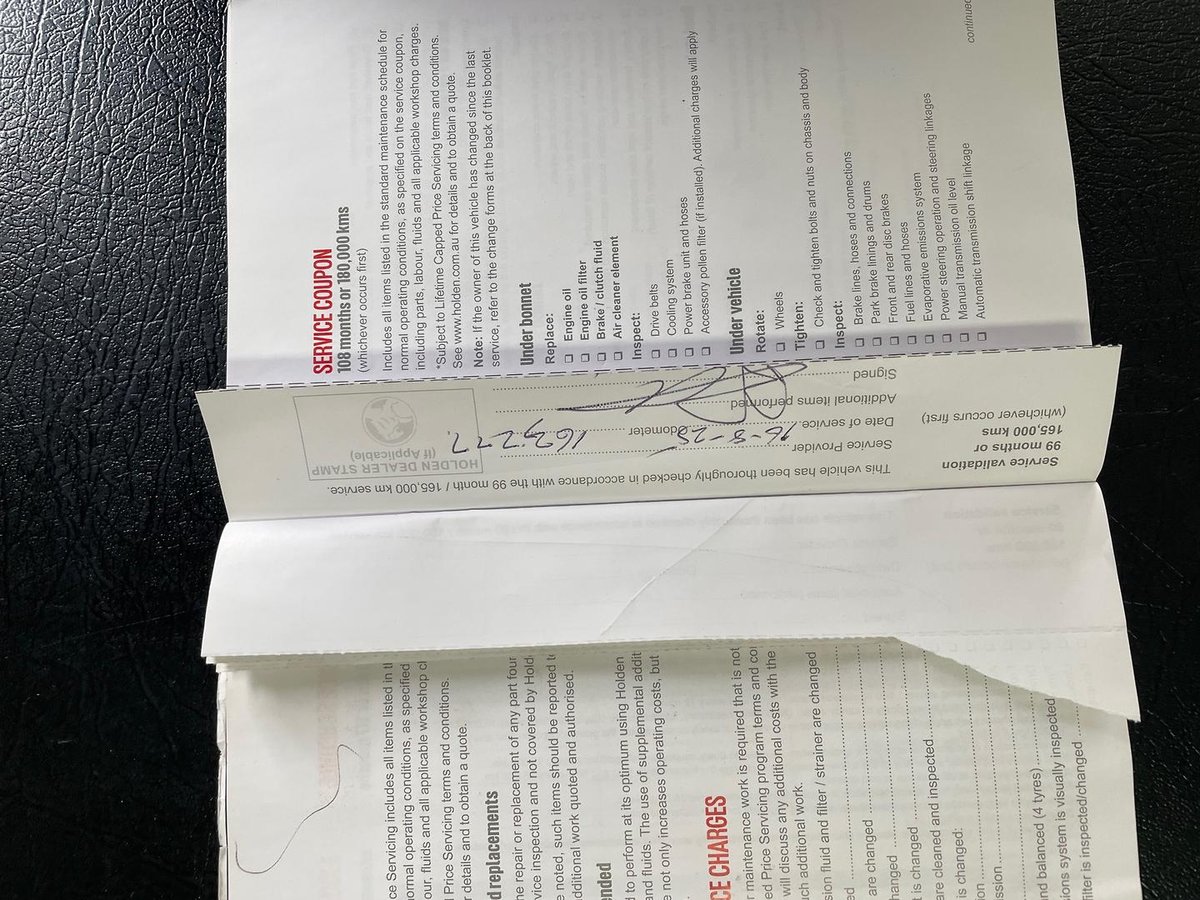 SERVICE COUPON
108 months or 180,000 kms
(whichever occurs first)
Includes all items listed in the standard maintenance schedule for
normal operating conditions, as specified on the service coupon,
including parts, labour, fluids and all applicable workshop charges.
*Subject to Lifetime Capped Price Servicing terms and conditions.
See www.holden.com.au for details and to obtain a quote.
Note: If the owner of this vehicle has changed since the last
service, refer to the change forms at the back of this booklet.
Under bonnet
Replace:
❑ Engine oil
❑ Engine oil filter
❑ Brake / clutch fluid
❑ Air cleaner element
Inspect:
❑ Drive belts
❑ Cooling system
❑ Power brake unit and hoses
❑ Accessory pollen filter (if installed). Additional charges will apply
Under vehicle
Rotate:
❑ Wheels
Tighten:
❑ Check and tighten bolts and nuts on chassis and body
Inspect:
❑ Brake lines, hoses and connections
❑ Park brake linings and drums
❑ Front and rear disc brakes
❑ Fuel lines and hoses
❑ Evaporative emissions system
❑ Power steering operation and steering linkages
❑ Manual transmission oil level
❑ Automatic transmission shift linkage
continued
Service validation
99 months or
165,000 kms
(whichever occurs first)
This vehicle has been thoroughly checked in accordance with the 99 month / 165,000 km service.
Service Provider
Date of service
Odometer 162,277
Additional items performed
Signed
HOLDEN DEALER STAMP
(If Applicable)
ce Servicing includes all items listed in
normal operating conditions, as specified
our, fluids and all applicable workshop
Price Servicing terms and conditions.
r details and to obtain a quote.
d replacements
ne repair or replacement of any part four
vice inspection and not covered by Hold
e noted, such items should be reported
dditional work quoted and authorised.
ended
d to perform at its optimum using Holden
and fluids. The use of supplemental addit
e not only increases operating costs, but
CE CHARGES
r maintenance work is required that is not
ed Price Servicing program terms and
will discuss any additional costs with the
uch additional work.
sion fluid and filter / strainer are changed
ed
are changed
hanged
t is changed
are cleaned and inspected
is changed:
ion
ssion
nd balanced (4 tyres)
ions system is visually inspected
filter is inspected/changed